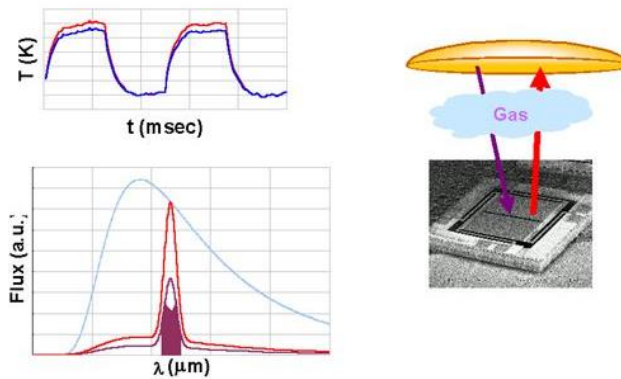 T (K)
t (msec)
Flux (a.u.)
λ (μm)
Gas